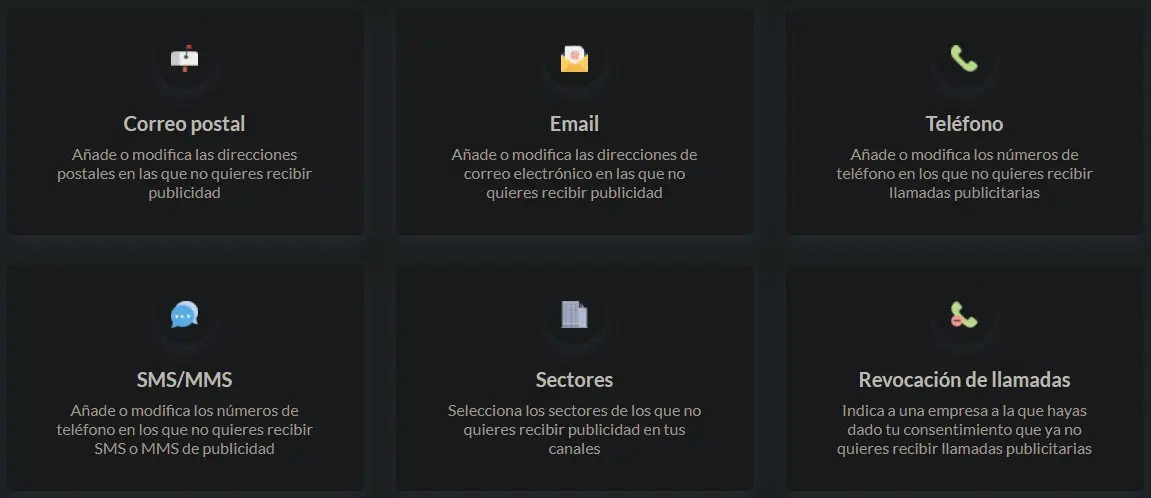 Correo postal
Añade o modifica las direcciones
postales en las que no quieres recibir
publicidad
Email
Añade o modifica las direcciones de
correo electrónico en las que no
quieres recibir publicidad
Teléfono
Añade o modifica los números de
teléfono en los que no quieres recibir
llamadas publicitarias
SMS/MMS
Añade o modifica los números de
teléfono en los que no quieres recibir
SMS o MMS de publicidad
Sectores
Selecciona los sectores de los que no
quieres recibir publicidad en tus
canales
Revocación de llamadas
Indica a una empresa a la que hayas
dado tu consentimiento que ya no
quieres recibir llamadas publicitarias